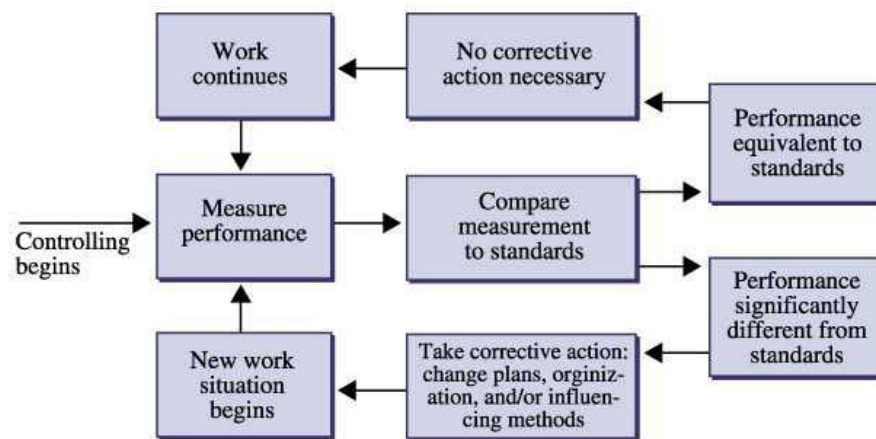 Work
continues
No corrective
action necessary
Performance
equivalent to
standards
Controlling
begins
Measure
performance
Compare
measurement
to standards
Performance
significantly
different from
standards
New work
situation
begins
Take corrective action:
change plans, orginiz-
ation, and/or influen-
cing methods